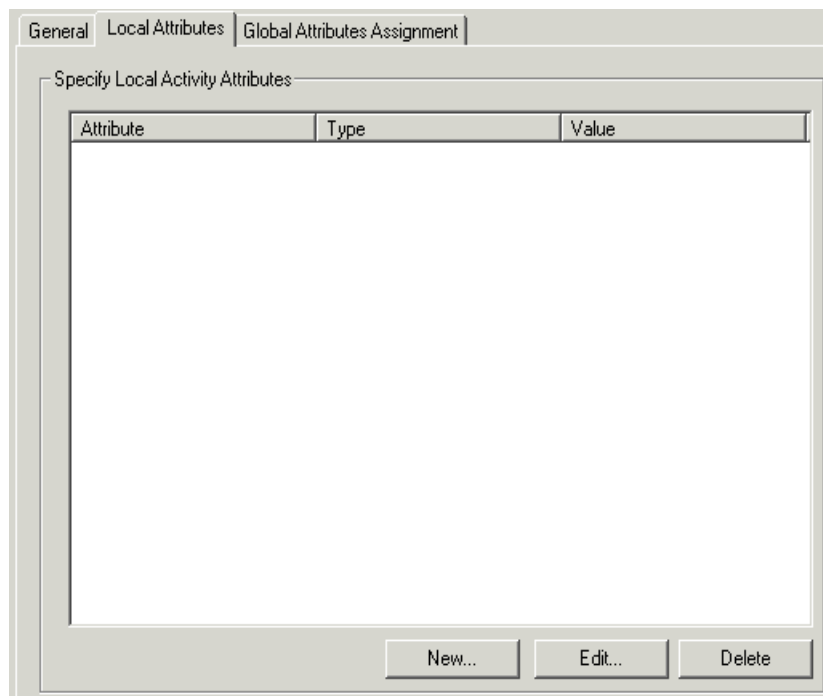 General Local Attributes Global Attributes Assignment
Specify Local Activity Attributes
Attribute Type Value
New... Edit... Delete